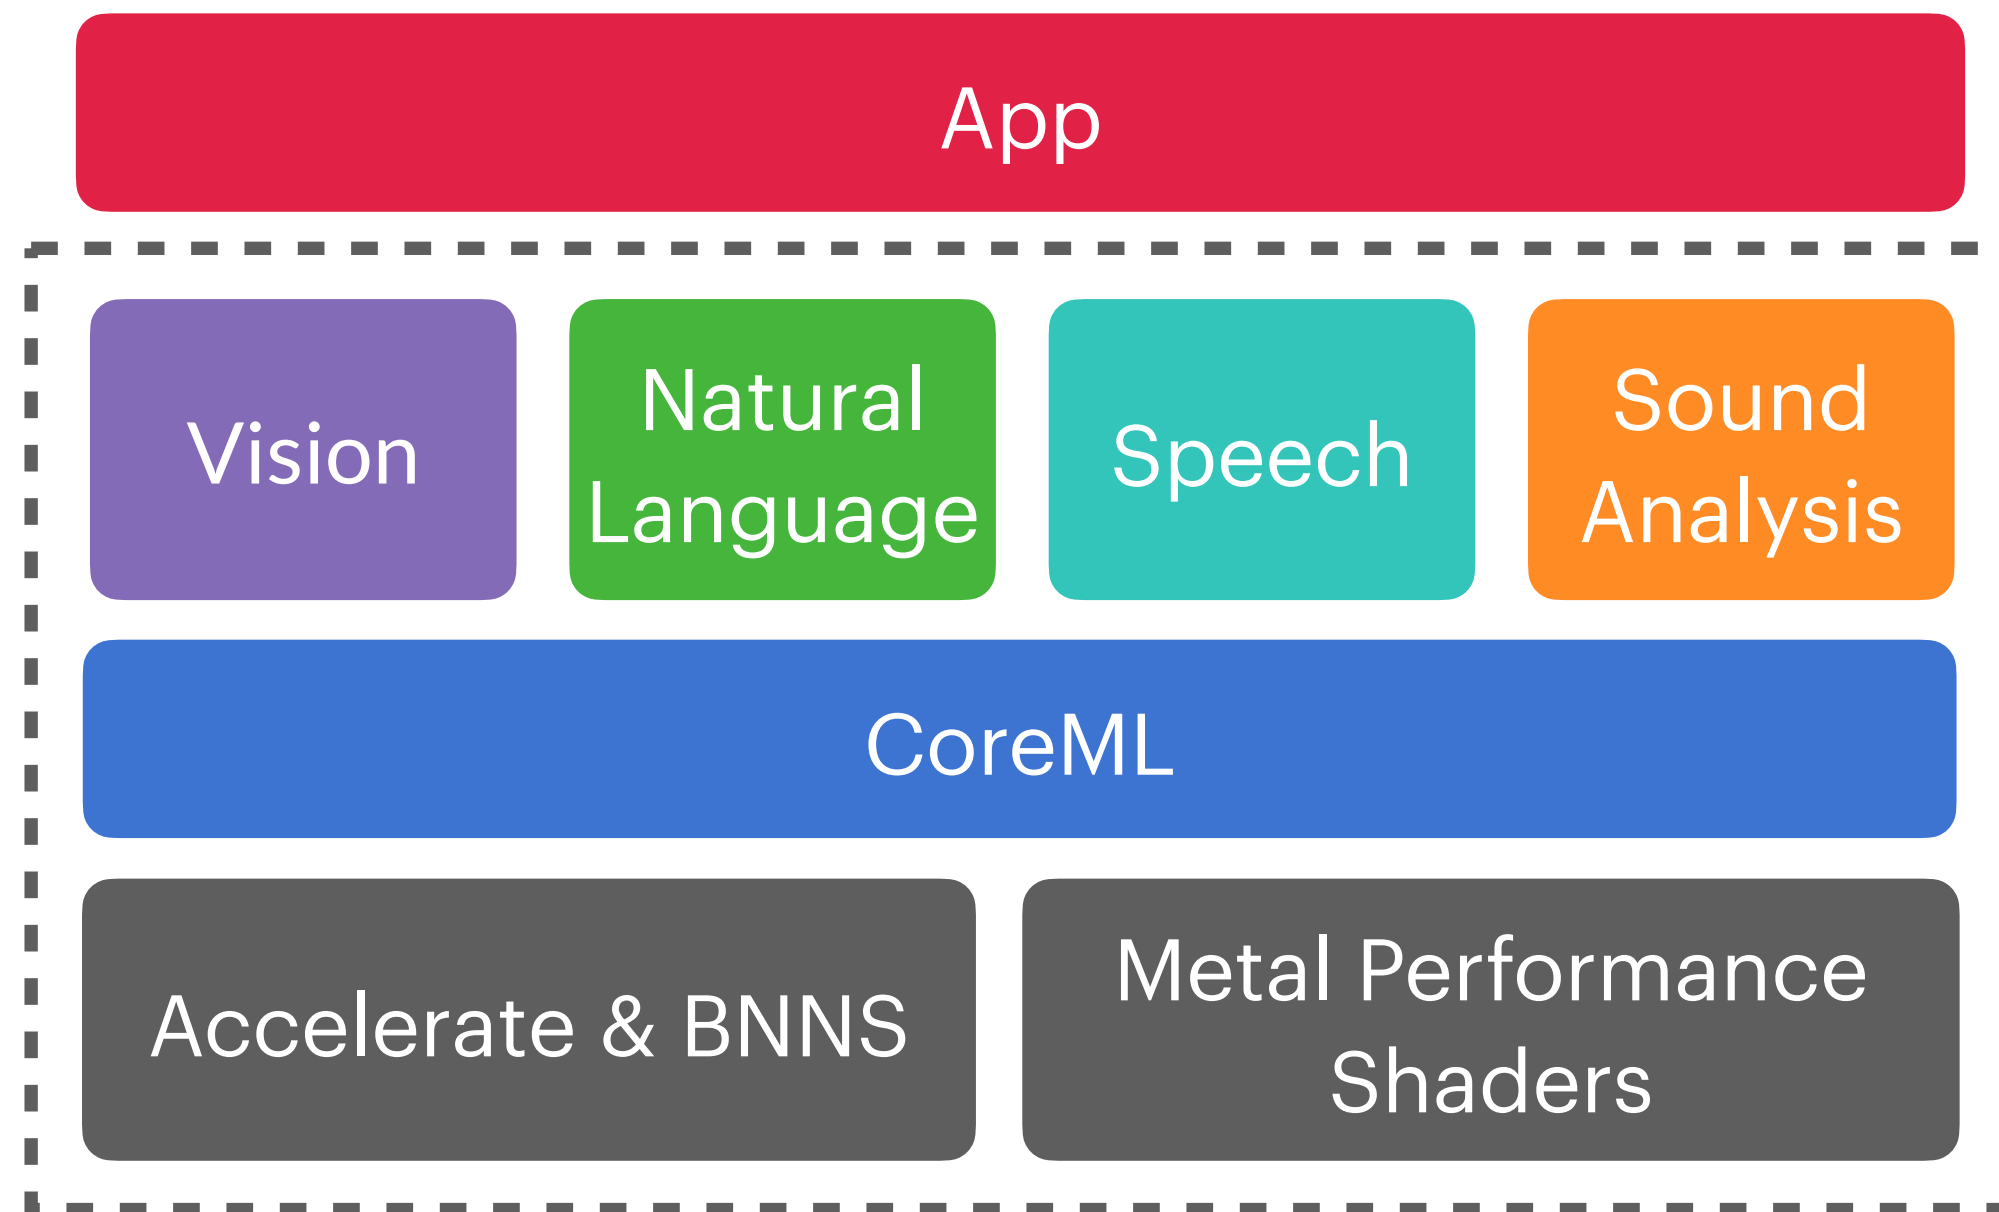 App
Vision
Natural
Language
Speech
Sound
Analysis
CoreML
Accelerate & BNNS
Metal Performance
Shaders